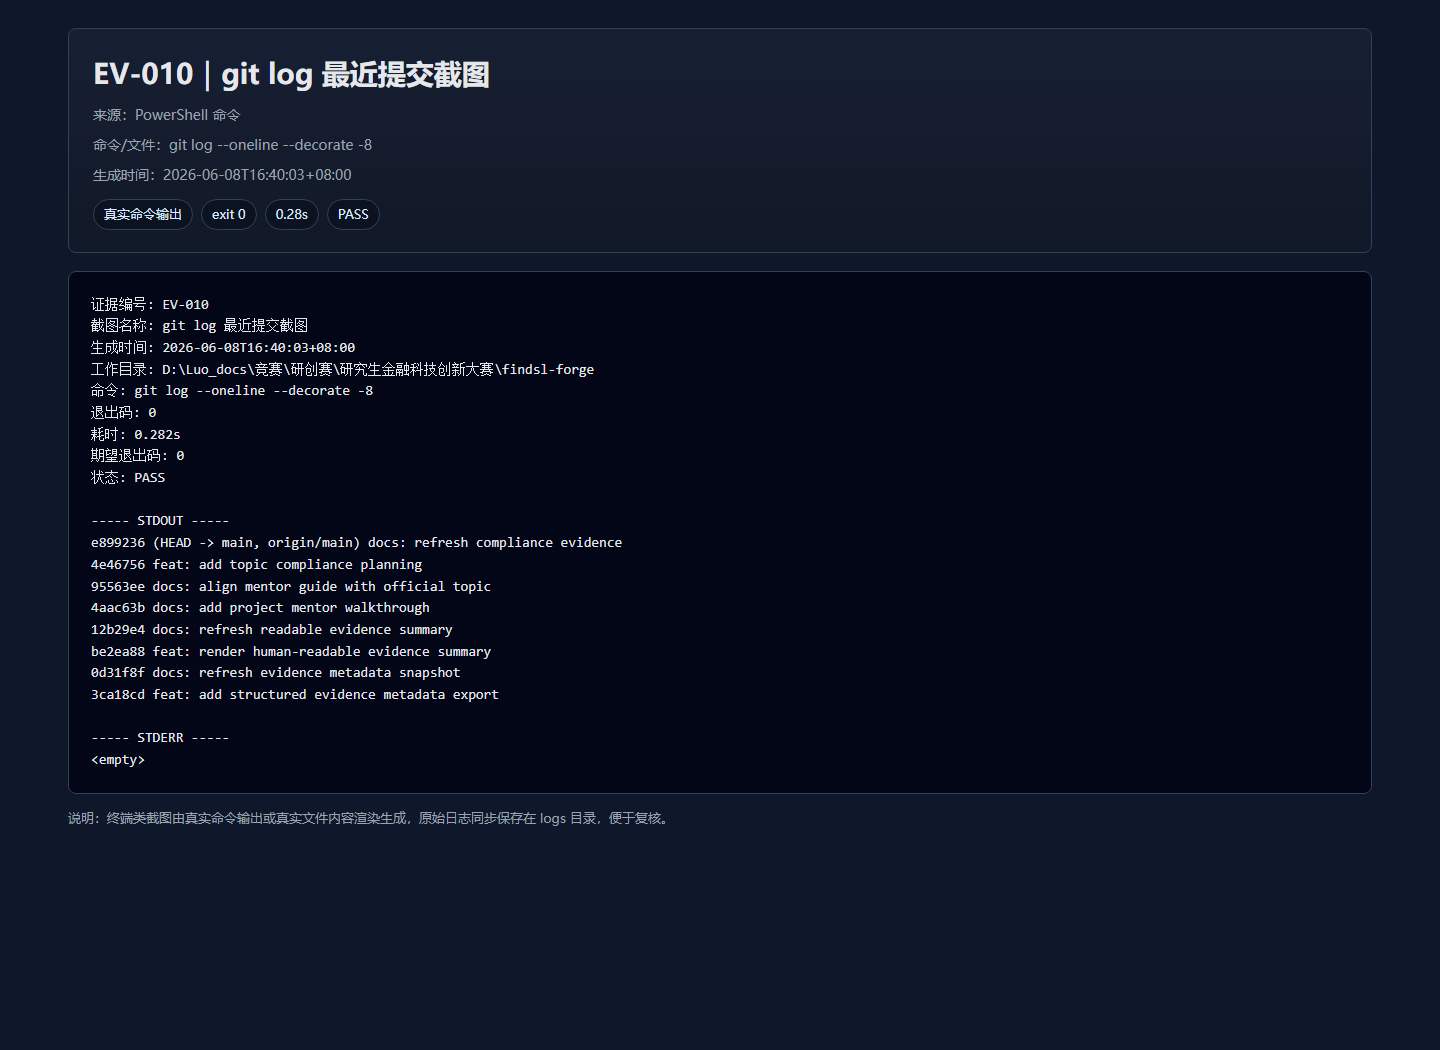 EV-010｜git log 最近提交截图
来源：PowerShell 命令
命令/文件：git log --oneline --decorate -8
生成时间：2026-06-08T16:40:03+08:00
真实命令输出 exit 0 0.28s PASS
证据编号: EV-010
截图名称: git log 最近提交截图
生成时间: 2026-06-08T16:40:03+08:00
工作目录: D:\Luo_docs\竞赛\研创赛\研究生金融科技创新大赛\findsl-forge
命令: git log --oneline --decorate -8
退出码: 0
耗时: 0.282s
期望退出码: 0
状态: PASS
----- STDOUT -----
e899236 (HEAD -> main, origin/main) docs: refresh compliance evidence
4e46756 feat: add topic compliance planning
95563ee docs: align mentor guide with official topic
4aac63b docs: add project mentor walkthrough
12b29e4 docs: refresh readable evidence summary
be2ea88 feat: render human-readable evidence summary
0d31f8f docs: refresh evidence metadata snapshot
3ca18cd feat: add structured evidence metadata export
----- STDERR -----
<empty>
说明：终端类截图由真实命令输出或真实文件内容渲染生成，原始日志同步保存在 logs 目录，便于复核。